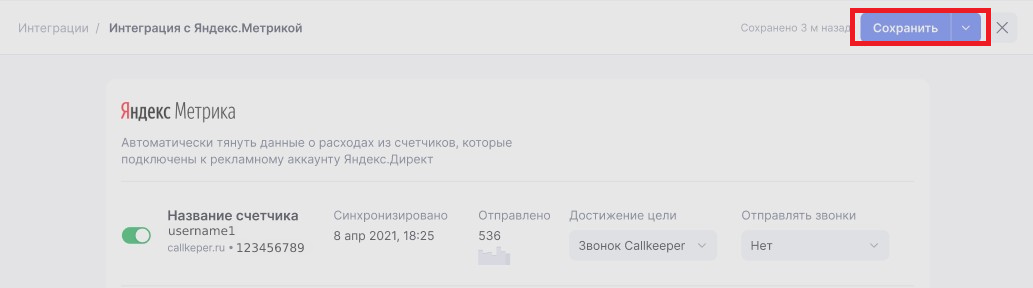 Интеграции / Интеграция с Яндекс.Метрикой
Сохранено 3 м назад
Сохранить
Яндекс Метрика
Автоматически тянуть данные о расходах из счетчиков, которые
подключены к рекламному аккаунту Яндекс.Директ
Название счетчика
username1
callkeper.ru • 123456789
Синхронизировано
8 апр 2021, 18:25
Отправлено
536
Достижение цели
Звонок Callkeeper
Отправлять звонки
Нет